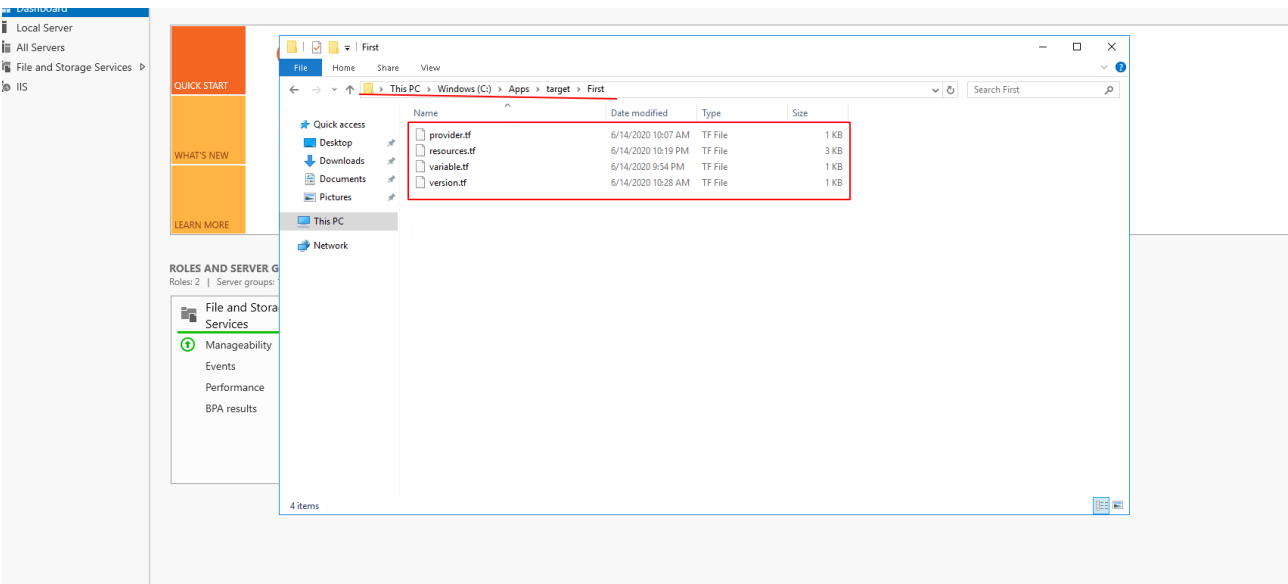 Dashboard
Local Server
All Servers
File and Storage Services
IIS
QUICK START
WHAT'S NEW
LEARN MORE
ROLES AND SERVER G
Roles: 2 | Server groups:
File and Stora
Services
Manageability
Events
Performance
BPA results
First
File Home Share View
This PC > Windows (C:) > Apps > target > First
Search First
Name Date modified Type Size
Quick access
Desktop
Downloads
Documents
Pictures
This PC
Network
provider.tf 6/14/2020 10:07 AM TF File 1 KB
resources.tf 6/14/2020 10:19 PM TF File 3 KB
variable.tf 6/14/2020 9:54 PM TF File 1 KB
version.tf 6/14/2020 10:28 AM TF File 1 KB
4 items